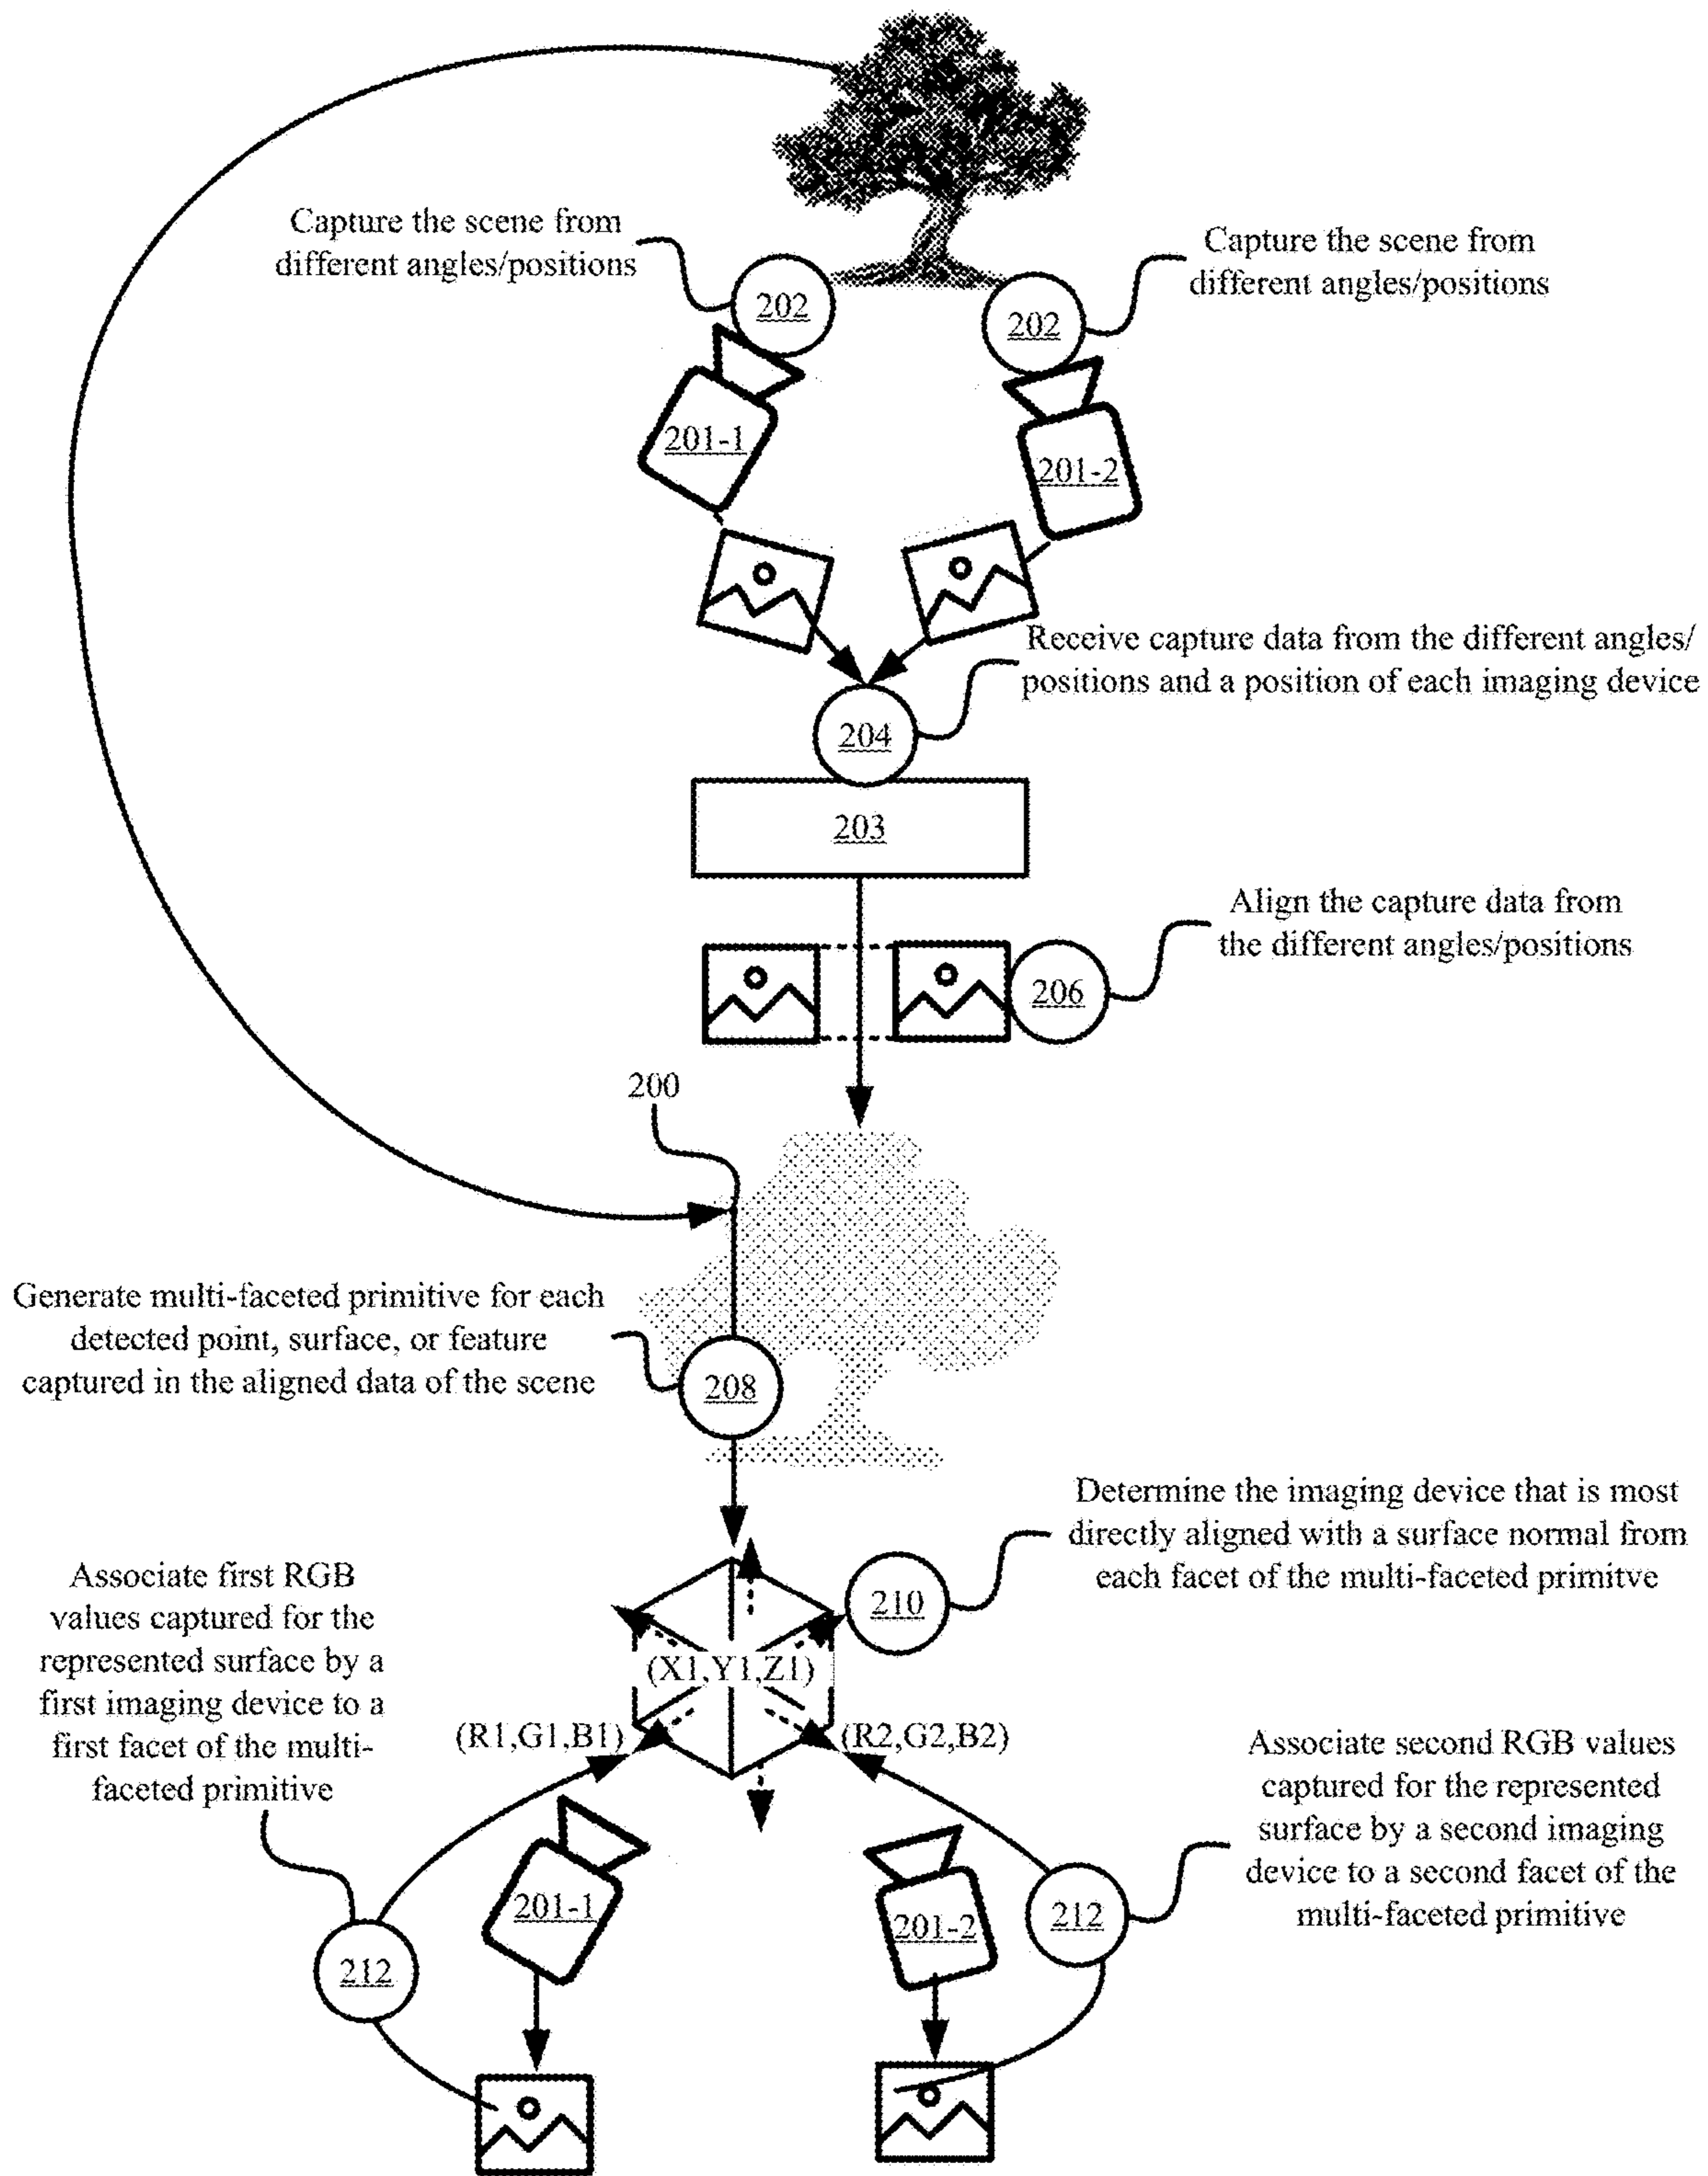 Capture the scene from
different angles/positions
Capture the scene from
different angles/positions
202
202
201-1
201-2
Receive capture data from the different angles/
positions and a position of each imaging device
204
203
Align the capture data from
the different angles/positions
206
200
Generate multi-faceted primitive for each
detected point, surface, or feature
captured in the aligned data of the scene
208
Determine the imaging device that is most
directly aligned with a surface normal from
each facet of the multi-faceted primitve
210
Associate first RGB
values captured for the
represented surface by a
first imaging device to a
first facet of the multi-
faceted primitive
(X1,Y1,Z1)
(R1,G1,B1)
(R2,G2,B2)
Associate second RGB values
captured for the represented
surface by a second imaging
device to a second facet of the
multi-faceted primitive
201-1
201-2
212
212